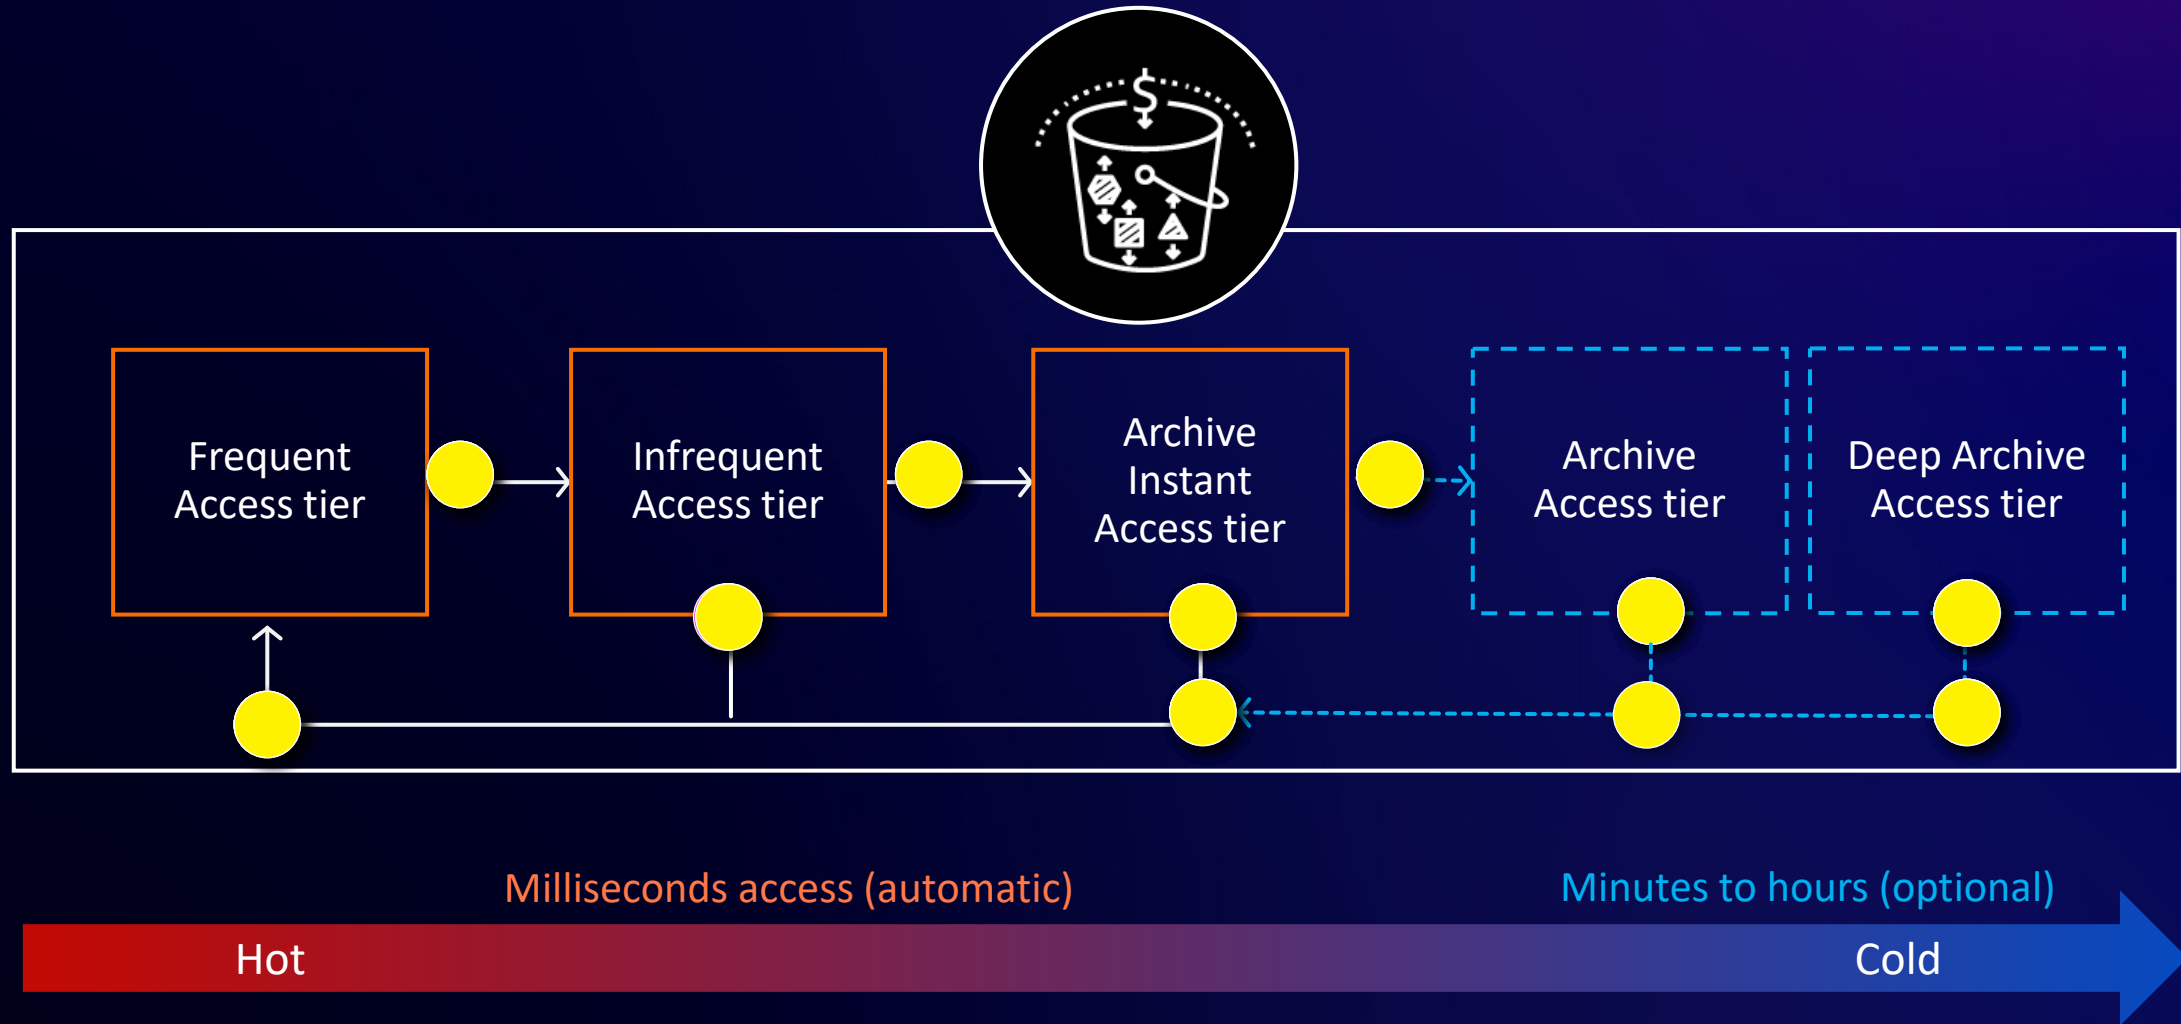 $
Frequent
Access tier
Infrequent
Access tier
Archive
Instant
Access tier
Archive
Access tier
Deep Archive
Access tier
Milliseconds access (automatic)
Minutes to hours (optional)
Hot
Cold